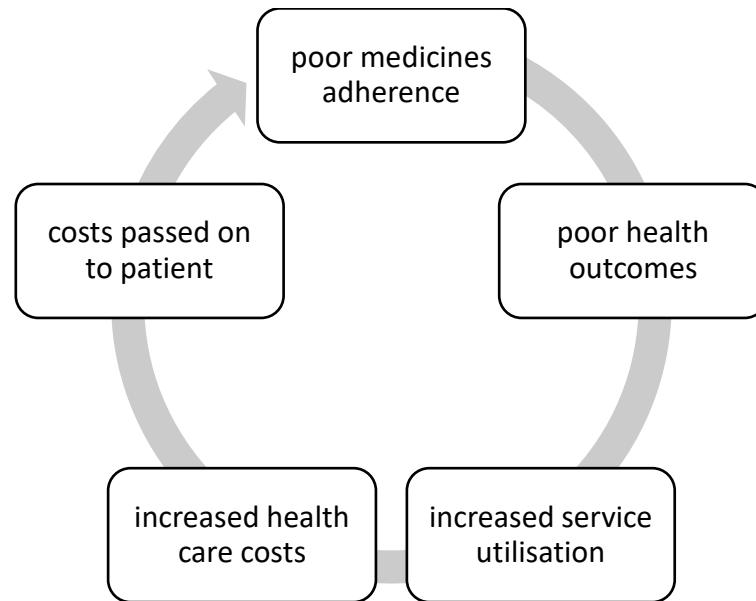 poor medicines
adherence
poor health
outcomes
increased service
utilisation
increased health
care costs
costs passed on
to patient